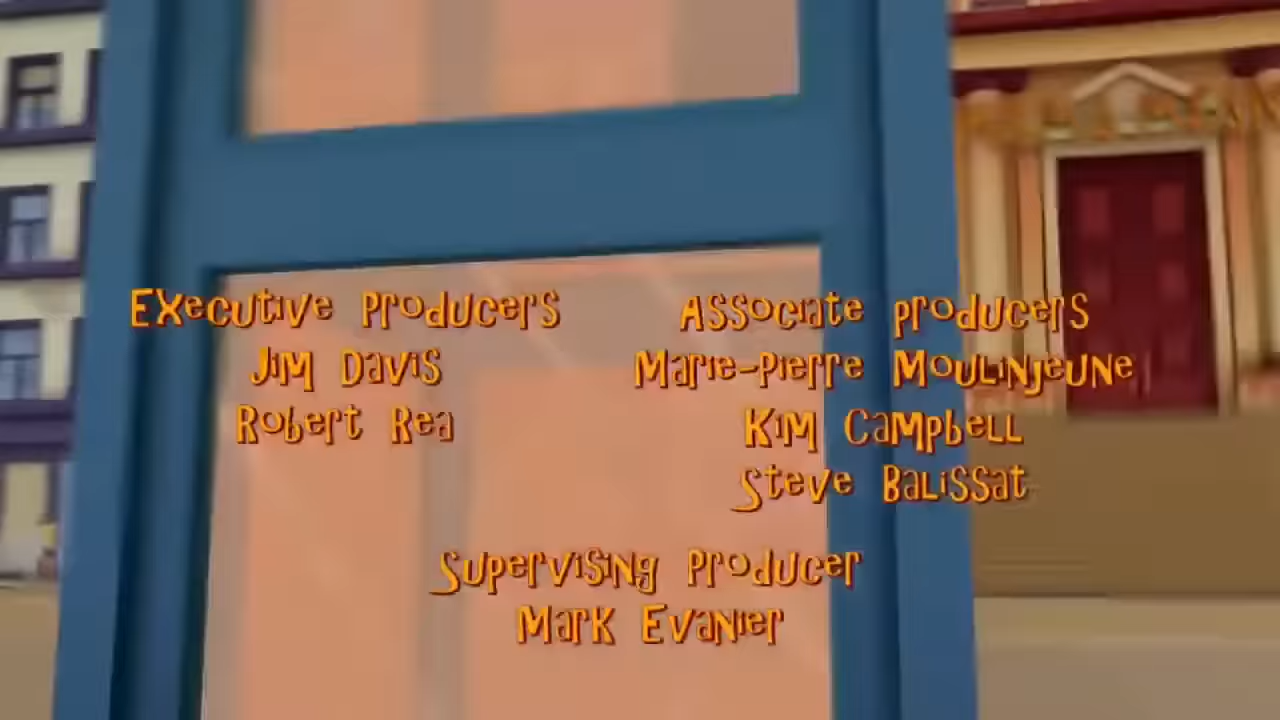 Executive Producers
Jim Davis
Robert Rea
Associate producers
Marie-Pierre Moulinjeune
Kim Campbell
Steve Balissat
Supervising Producer
Mark Evanier